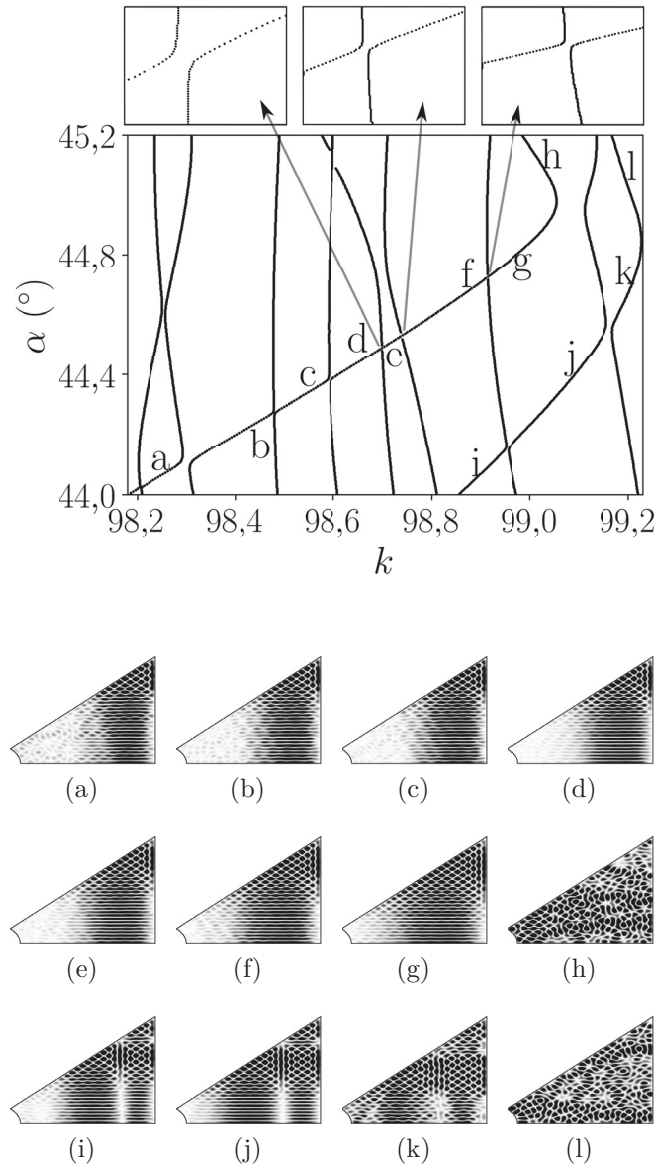 45,2
44,8
44,4
44,0
α (°)
98,2 98,4 98,6 98,8 99,0 99,2
k
a b c d e f g h i j k l
(a) (b) (c) (d)
(e) (f) (g) (h)
(i) (j) (k) (l)